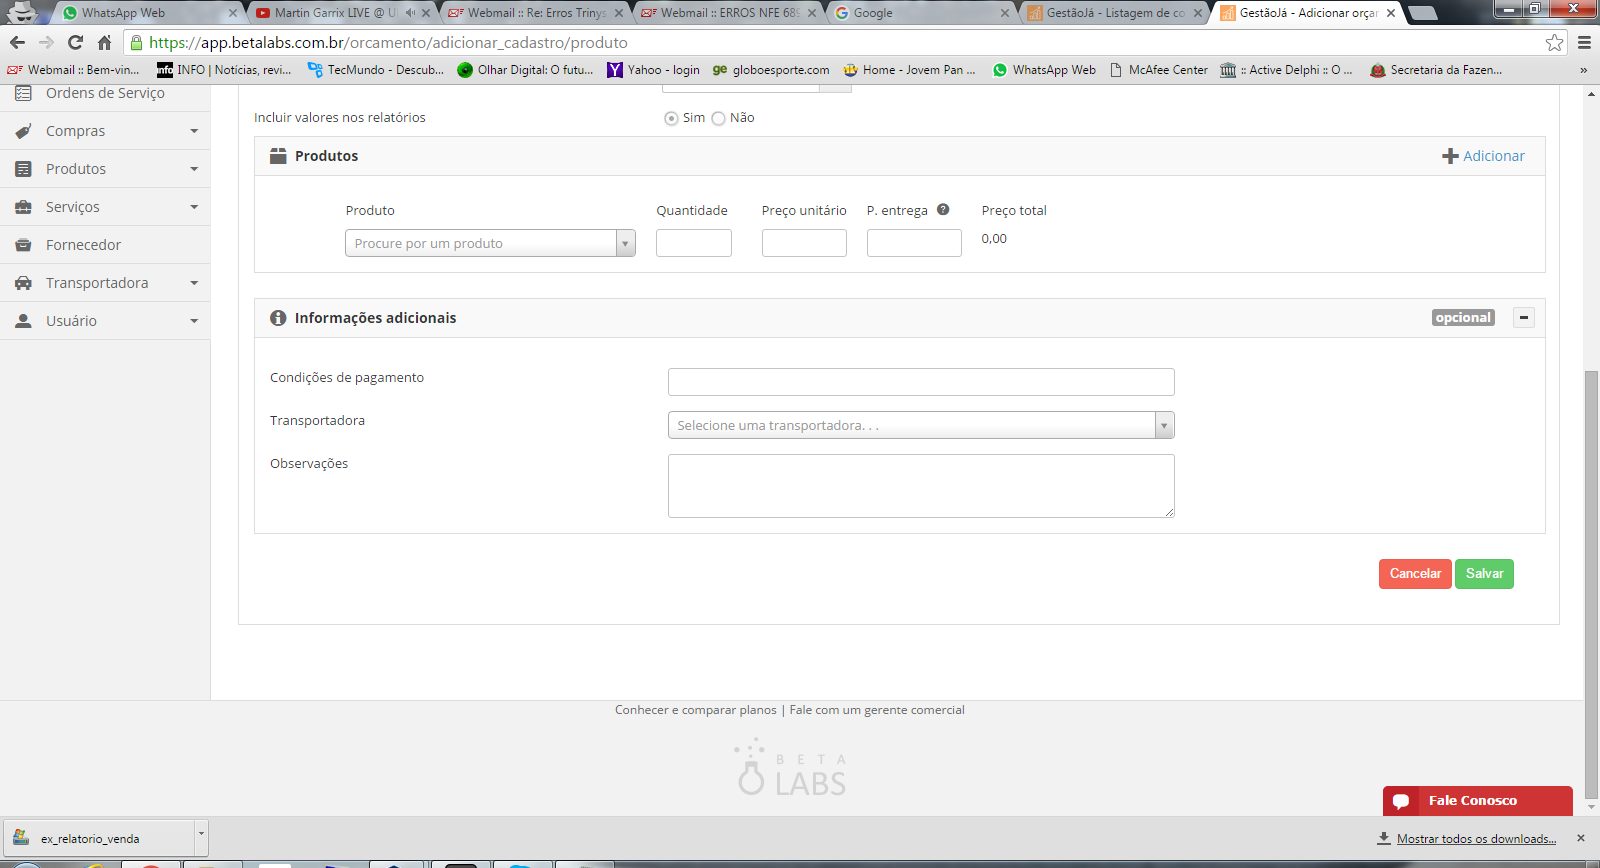 WhatsApp Web
Martin Garrix LIVE @ U
Webmail :: Re: Erros Trinys
Webmail :: ERROS NFE 689
Google
GestãoJá - Listagem de co
GestãoJá - Adicionar orçar
https://app.betalabs.com.br/orcamento/adicionar_cadastro/produto
Webmail :: Bem-vin...
INFO | Notícias, revi...
TecMundo - Descub...
Olhar Digital: O futu...
Yahoo - login
globoesporte.com
Home - Jovem Pan ...
WhatsApp Web
McAfee Center
:: Active Delphi :: O ...
Secretaria da Fazen...
»
Ordens de Serviço
Compras
Produtos
Serviços
Fornecedor
Transportadora
Usuário
Incluir valores nos relatórios
Sim
Não
Produtos
Adicionar
Produto
Quantidade
Preço unitário
P. entrega
Preço total
Procure por um produto
0,00
Informações adicionais
opcional
Condições de pagamento
Transportadora
Selecione uma transportadora. . .
Observações
Cancelar
Salvar
Conhecer e comparar planos | Fale com um gerente comercial
BETA
LABS
Fale Conosco
ex_relatorio_venda
Mostrar todos os downloads...